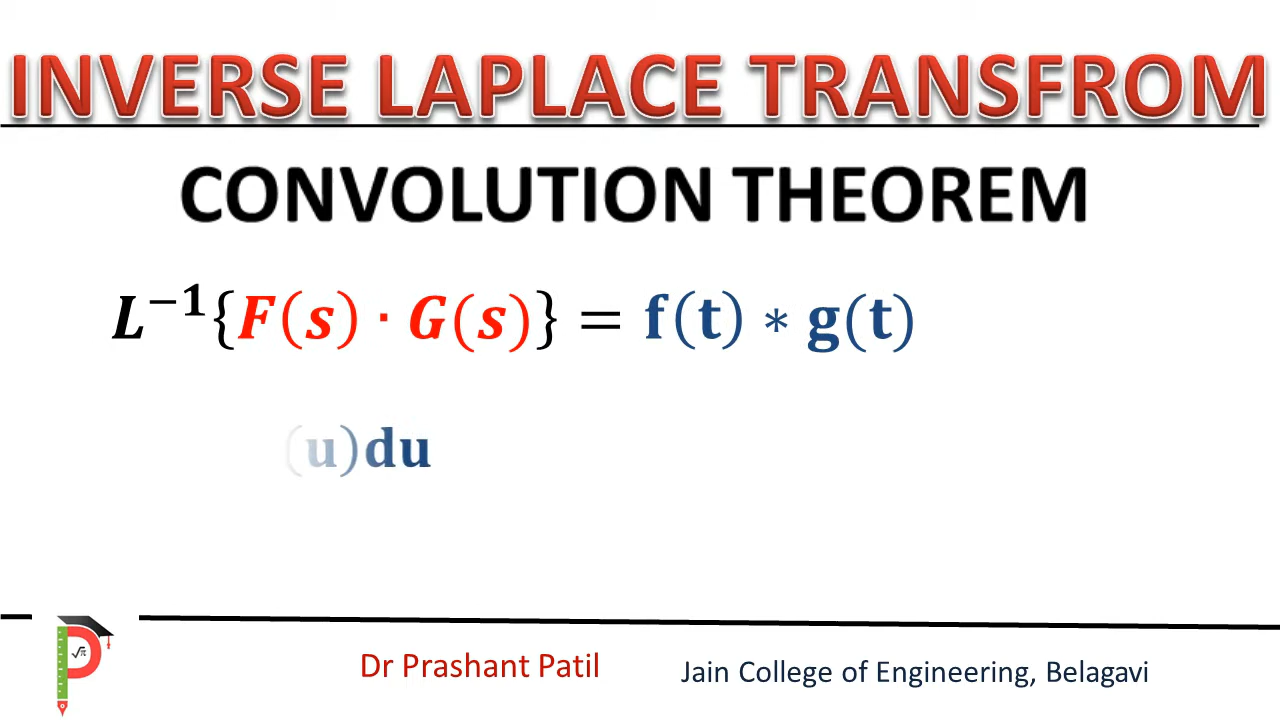 INVERSE LAPLACE TRANSFROM
CONVOLUTION THEOREM
L⁻¹{F(s) · G(s)} = f(t) * g(t)
(u)du
√π
Dr Prashant Patil
Jain College of Engineering, Belagavi